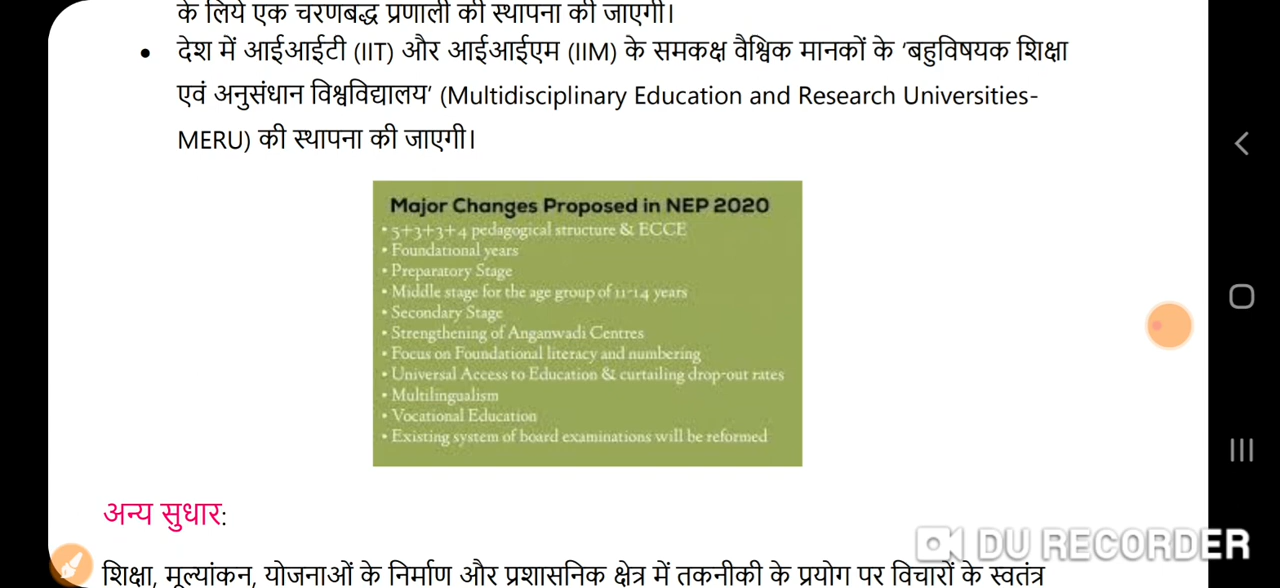 के लिये एक चरणबद्ध प्रणाली की स्थापना की जाएगी।
• देश में आईआईटी (IIT) और आईआईएम (IIM) के समकक्ष वैश्विक मानकों के 'बहुविषयक शिक्षा
एवं अनुसंधान विश्वविद्यालय' (Multidisciplinary Education and Research Universities-
MERU) की स्थापना की जाएगी।
Major Changes Proposed in NEP 2020
• 5+3+3+4 pedagogical structure & ECCE
• Foundational years
• Preparatory Stage
• Middle stage for the age group of 11-14 years
• Secondary Stage
• Strengthening of Anganwadi Centres
• Focus on Foundational literacy and numbering
• Universal Access to Education & curtailing drop-out rates
• Multilingualism
• Vocational Education
• Existing system of board examinations will be reformed
अन्य सुधार:
DU RECORDER
शिक्षा, मूल्यांकन, योजनाओं के निर्माण और प्रशासनिक क्षेत्र में तकनीकी के प्रयोग पर विचारों के स्वतंत्र